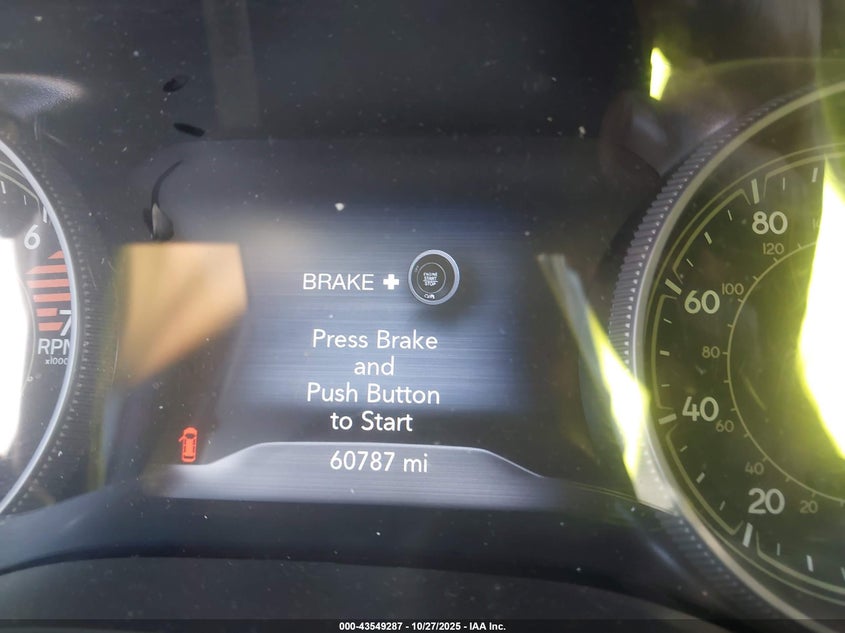 BRAKE +
ENGINE
START
STOP
Press Brake
and
Push Button
to Start
60787 mi
6
7
RPM
x1000
80
60
40
20
120
100
80
60
40
20
000-43549287 - 10/27/2025 - IAA Inc.